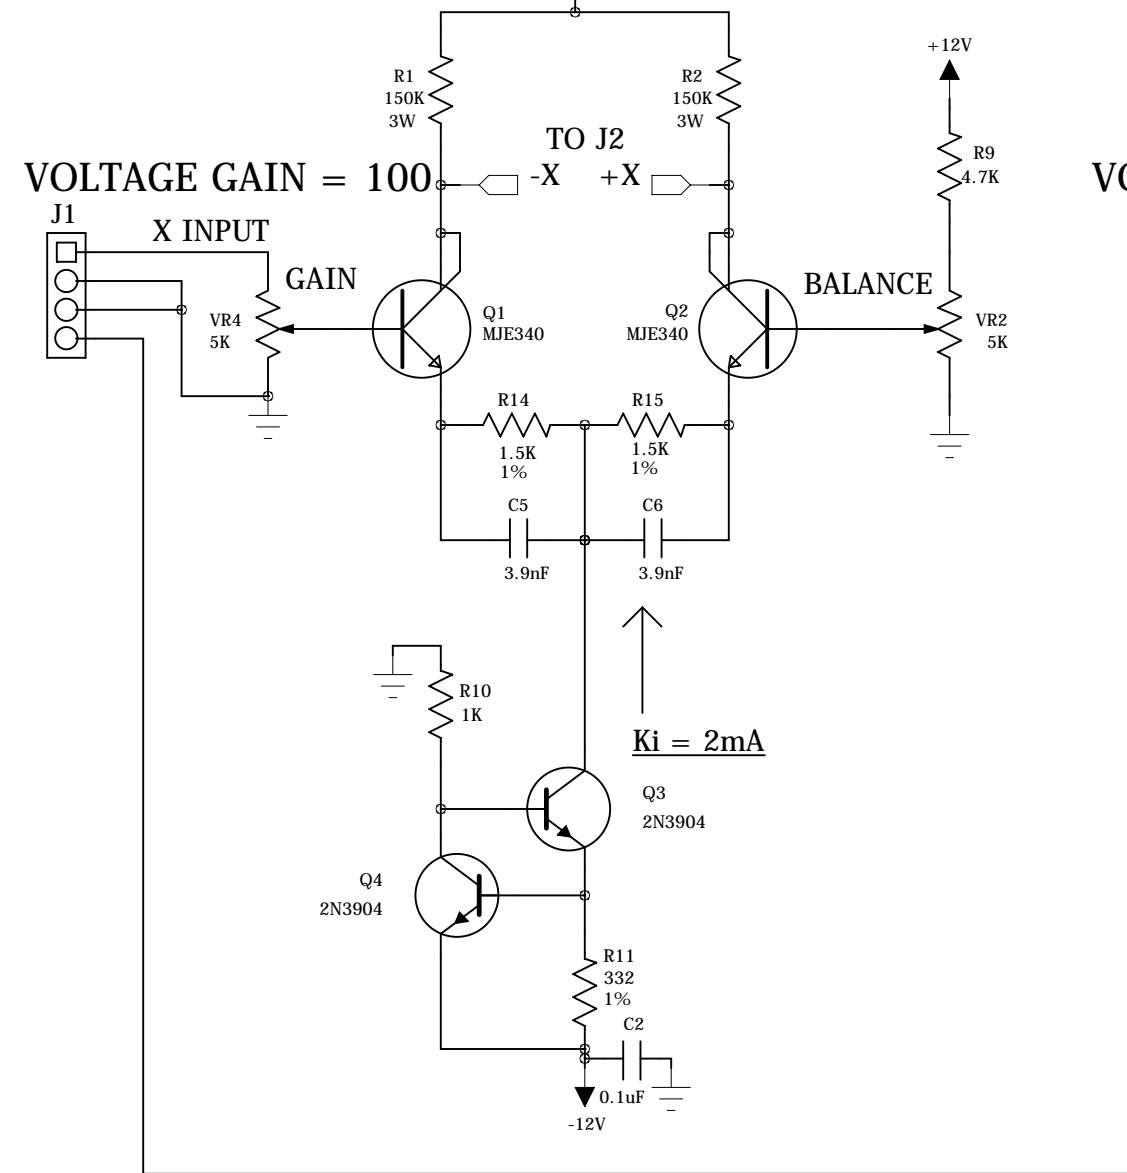 +12V
R1
150K
3W
R2
150K
3W
R9
4.7K
TO J2
-X
+X
VOLTAGE GAIN = 100
VO
J1
X INPUT
GAIN
VR4
5K
Q1
MJE340
Q2
MJE340
BALANCE
VR2
5K
R14
1.5K
1%
R15
1.5K
1%
C5
3.9nF
C6
3.9nF
R10
1K
Ki = 2mA
Q3
2N3904
Q4
2N3904
R11
332
1%
C2
0.1uF
-12V